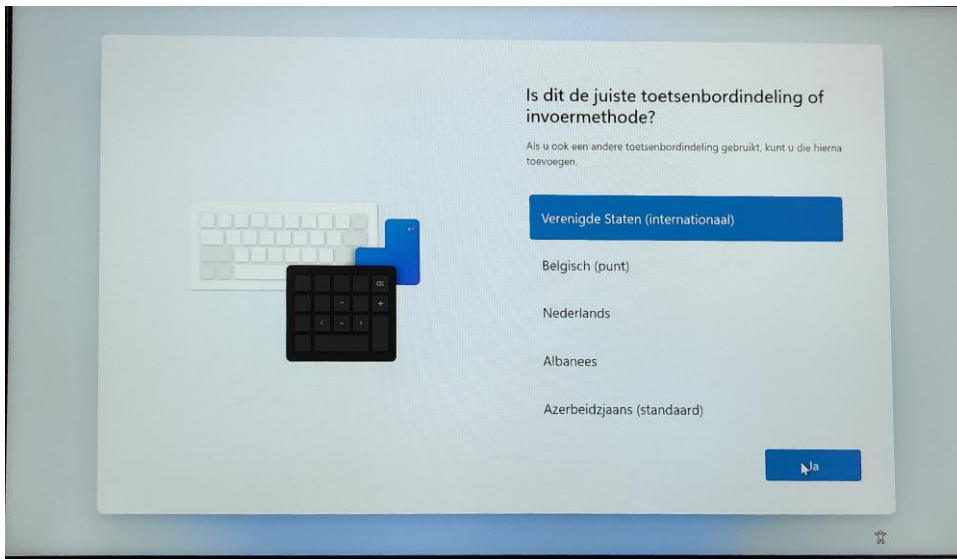 Is dit de juiste toetsenbordindeling of
invoermethode?
Als u ook een andere toetsenbordindeling gebruikt, kunt u die hierna
toevoegen.
Verenigde Staten (internationaal)
Belgisch (punt)
Nederlands
Albanees
Azerbeidzjaans (standaard)
Ja